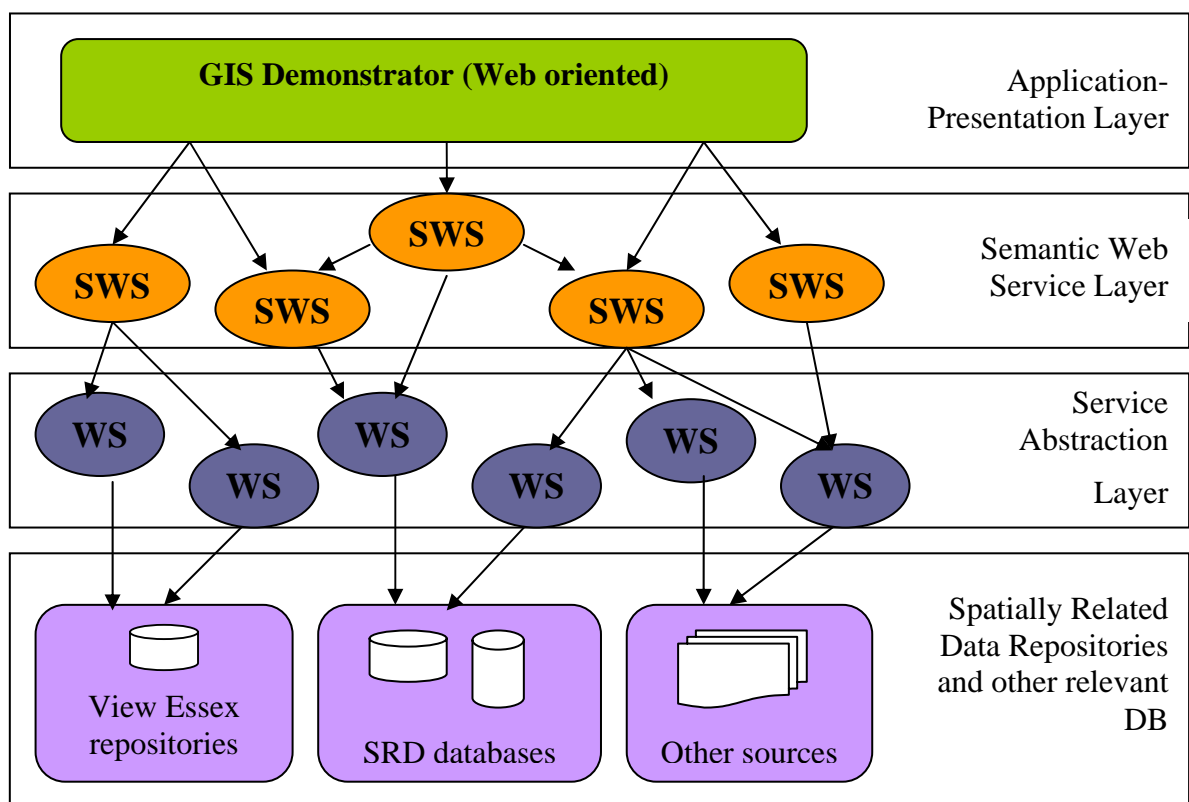 GIS Demonstrator (Web oriented)
Application-
Presentation Layer
SWS
SWS
SWS
SWS
SWS
Semantic Web
Service Layer
WS
WS
WS
WS
WS
WS
Service
Abstraction
Layer
View Essex
repositories
SRD databases
Other sources
Spatially Related
Data Repositories
and other relevant
DB